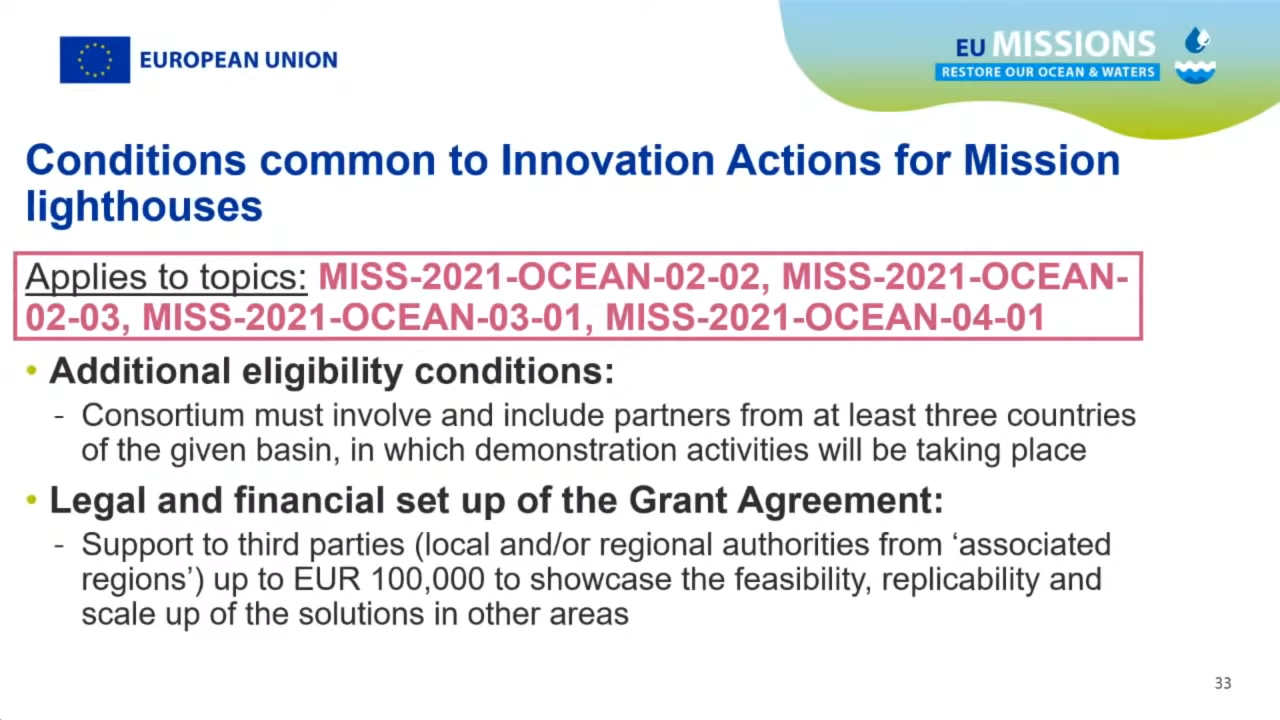 EUROPEAN UNION
EU MISSIONS
RESTORE OUR OCEAN & WATERS
Conditions common to Innovation Actions for Mission
lighthouses
Applies to topics: MISS-2021-OCEAN-02-02, MISS-2021-OCEAN-
02-03, MISS-2021-OCEAN-03-01, MISS-2021-OCEAN-04-01
• Additional eligibility conditions:
- Consortium must involve and include partners from at least three countries
of the given basin, in which demonstration activities will be taking place
• Legal and financial set up of the Grant Agreement:
- Support to third parties (local and/or regional authorities from ‘associated
regions’) up to EUR 100,000 to showcase the feasibility, replicability and
scale up of the solutions in other areas
33